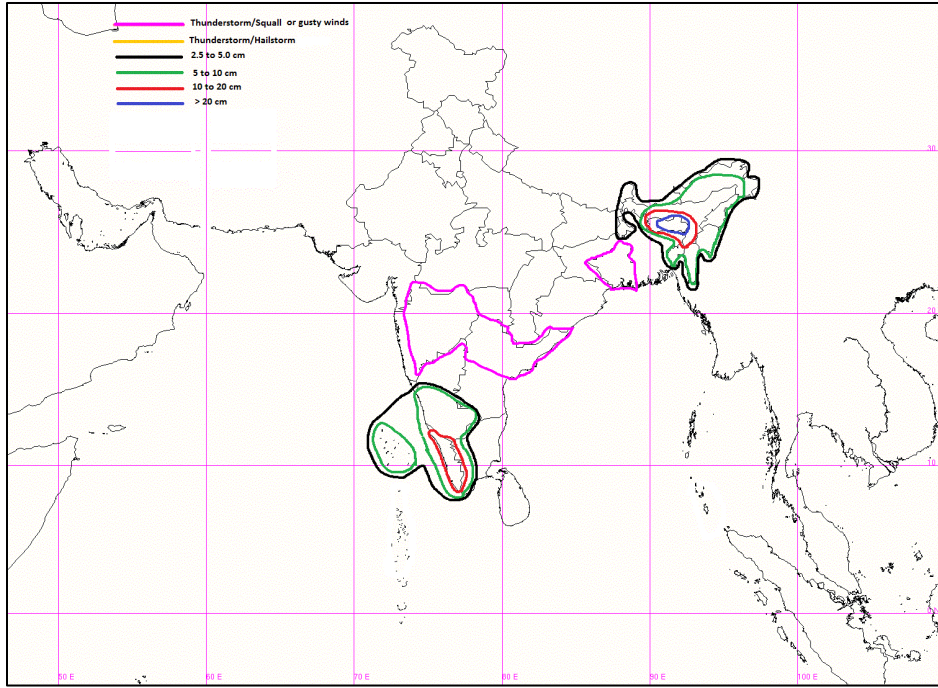 Thunderstorm/Squall or gusty winds
Thunderstorm/Hailstorm
2.5 to 5.0 cm
5 to 10 cm
10 to 20 cm
> 20 cm
30
20
10
50 E
60 E
70 E
80 E
90 E
100 E